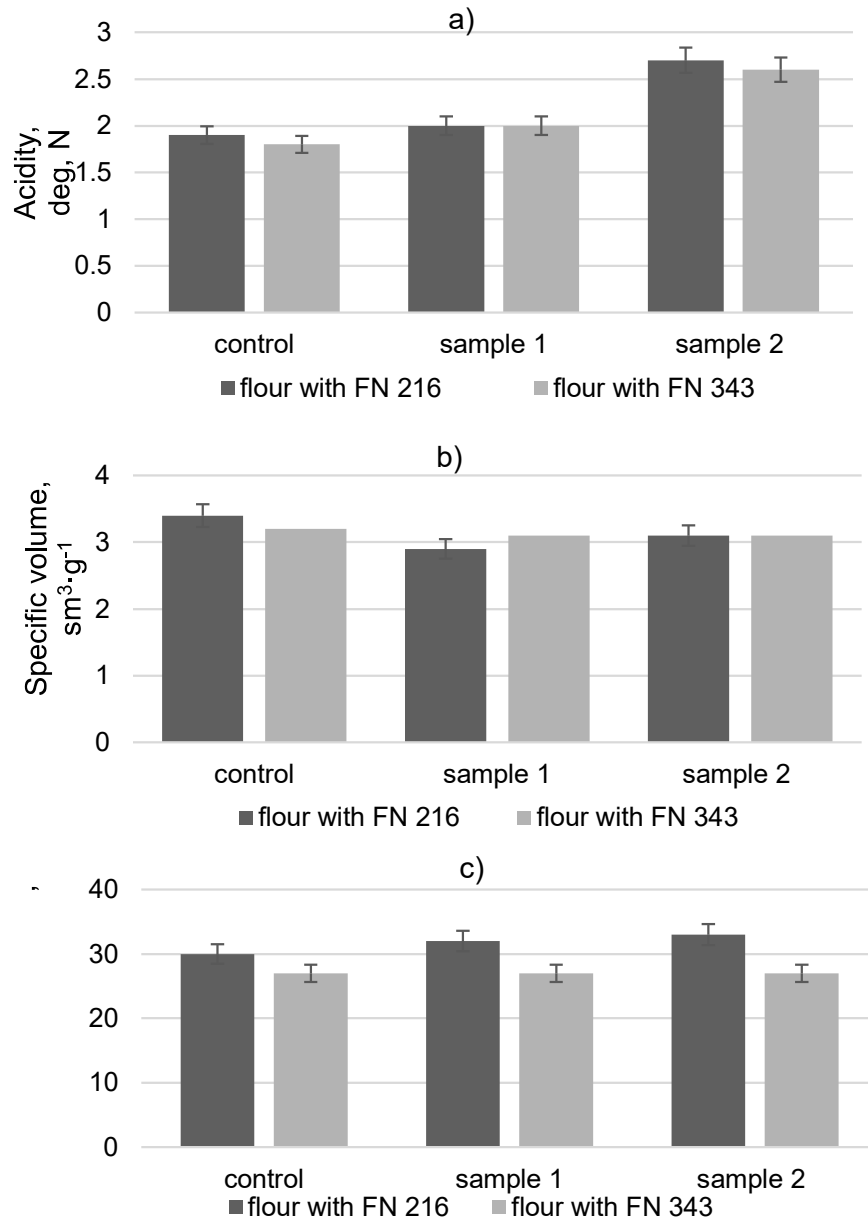 a)
3
2.5
2
1.5
1
0.5
0
Acidity,
deg, N
control sample 1 sample 2
flour with FN 216 flour with FN 343
b)
4
3
2
1
0
Specific volume,
sm³·g⁻¹
control sample 1 sample 2
flour with FN 216 flour with FN 343
c)
,
40
30
20
10
0
control sample 1 sample 2
flour with FN 216 flour with FN 343